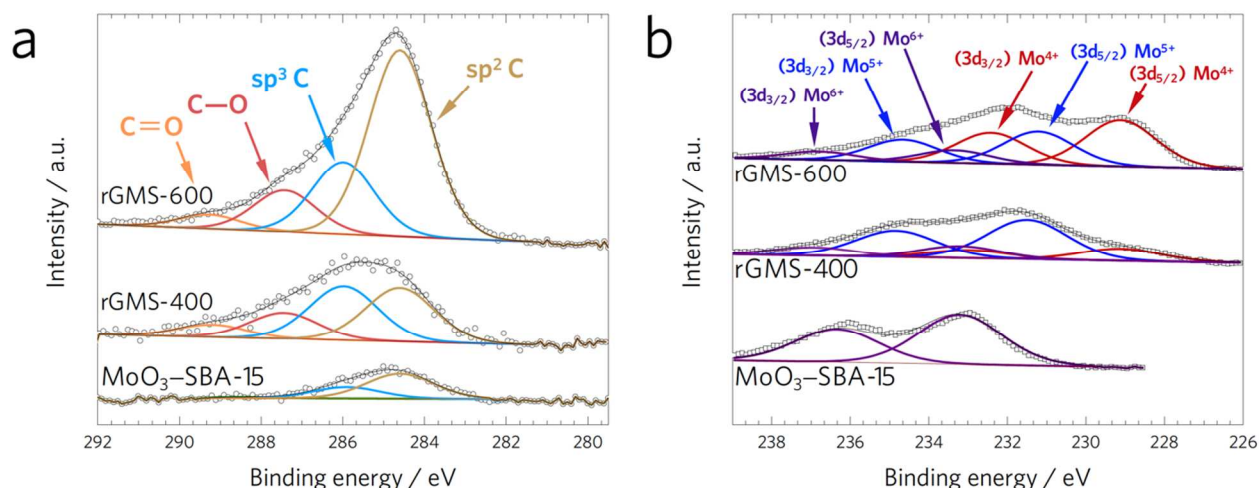 a
C=O
C—O
sp³ C
sp² C
rGMS-600
rGMS-400
MoO₃–SBA-15
Intensity / a.u.
292 290 288 286 284 282 280
Binding energy / eV
b
(3d₃/₂) Mo⁶⁺
(3d₃/₂) Mo⁵⁺
(3d₅/₂) Mo⁶⁺
(3d₃/₂) Mo⁴⁺
(3d₅/₂) Mo⁵⁺
(3d₅/₂) Mo⁴⁺
rGMS-600
rGMS-400
MoO₃–SBA-15
Intensity / a.u.
238 236 234 232 230 228 226
Binding energy / eV